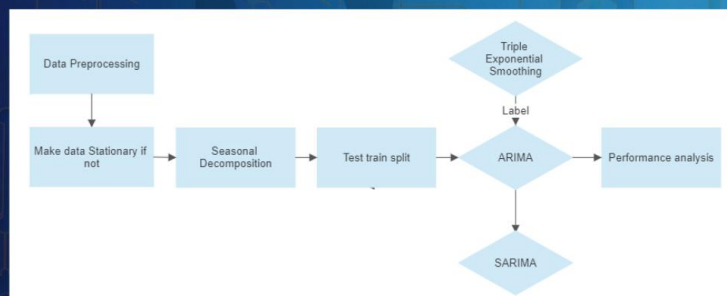 Data Preprocessing
Make data Stationary if
not
Seasonal
Decomposition
Test train split
Triple
Exponential
Smoothing
Label
ARIMA
SARIMA
Performance analysis